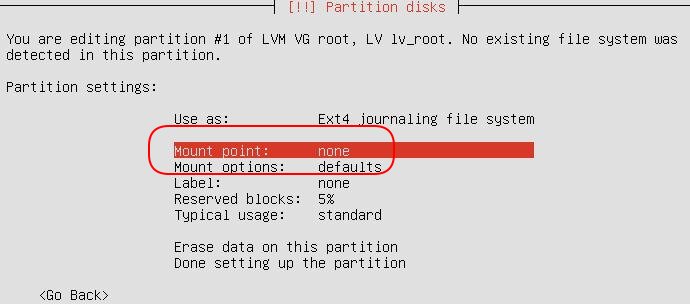 [!!] Partition disks
You are editing partition #1 of LVM VG root, LV lv_root. No existing file system was
detected in this partition.
Partition settings:
Use as: Ext4 journaling file system
Mount point: none
Mount options: defaults
Label: none
Reserved blocks: 5%
Typical usage: standard
Erase data on this partition
Done setting up the partition
<Go Back>